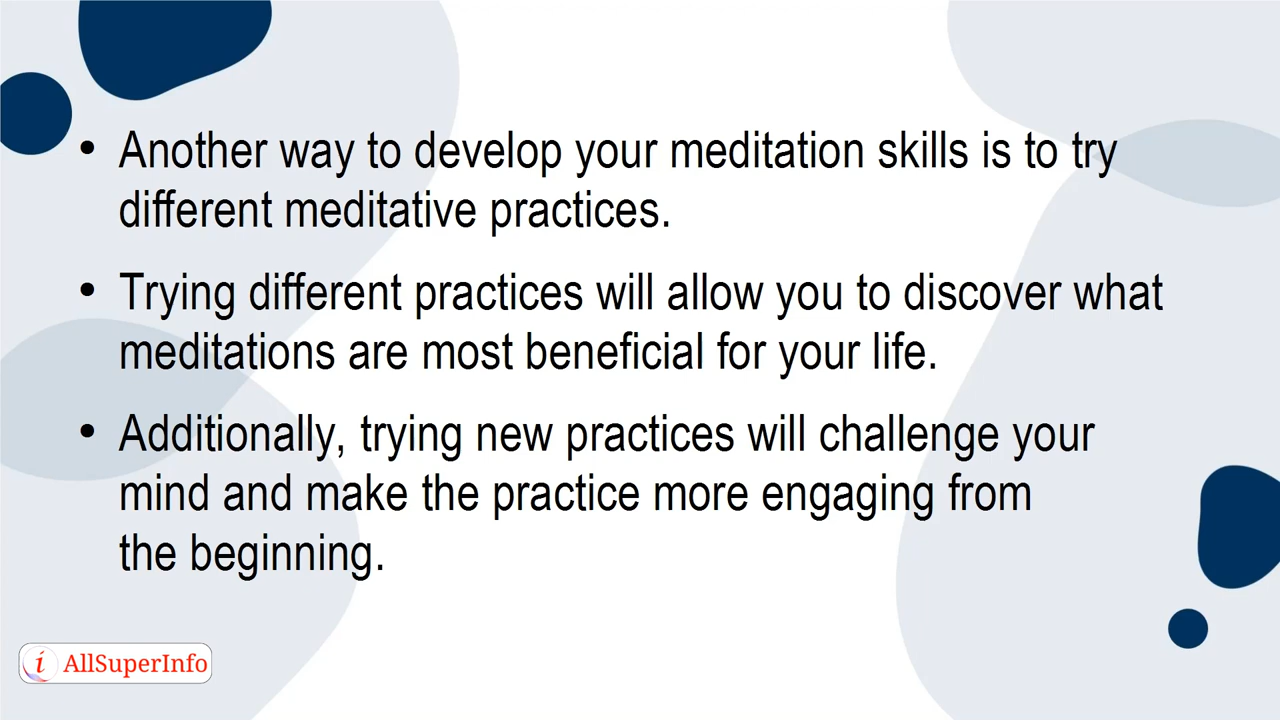 • Another way to develop your meditation skills is to try
different meditative practices.
• Trying different practices will allow you to discover what
meditations are most beneficial for your life.
• Additionally, trying new practices will challenge your
mind and make the practice more engaging from
the beginning.
i AllSuperInfo